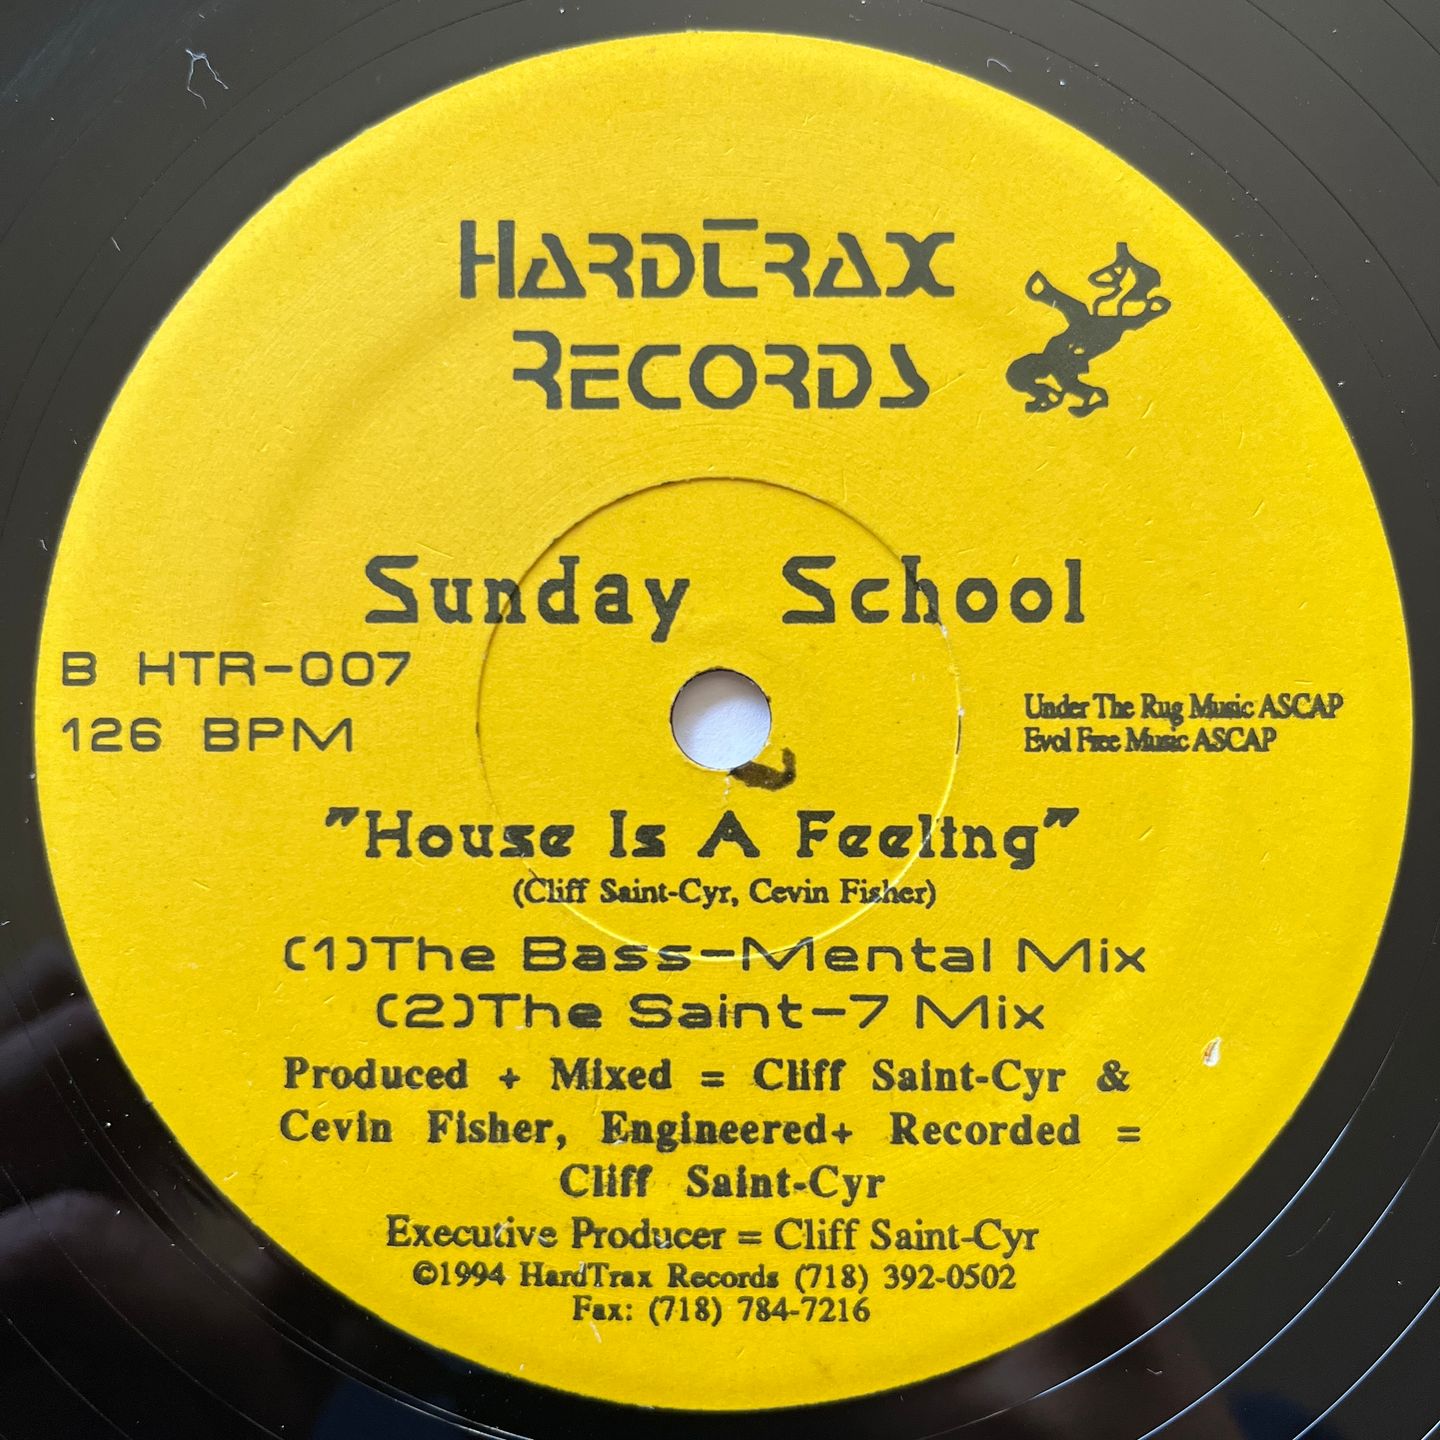 HardTrax
Records
Sunday School
B HTR-007
126 BPM
Under The Rug Music ASCAP
Evol Free Music ASCAP
"House Is A Feeling"
(Cliff Saint-Cyr, Cevin Fisher)
(1)The Bass-Mental Mix
(2)The Saint-7 Mix
Produced + Mixed = Cliff Saint-Cyr &
Cevin Fisher, Engineered+ Recorded =
Cliff Saint-Cyr
Executive Producer = Cliff Saint-Cyr
©1994 HardTrax Records (718) 392-0502
Fax: (718) 784-7216